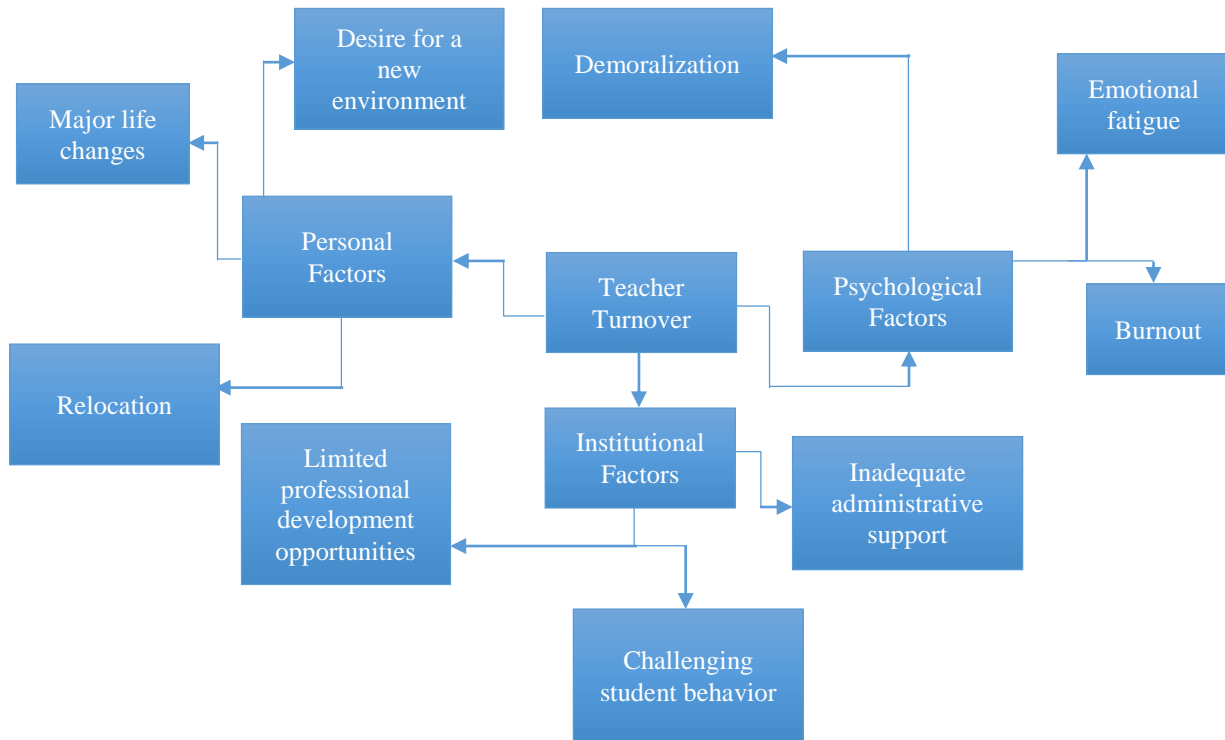 Desire for a
new
environment
Demoralization
Emotional
fatigue
Major life
changes
Personal
Factors
Teacher
Turnover
Psychological
Factors
Burnout
Relocation
Limited
professional
development
opportunities
Institutional
Factors
Inadequate
administrative
support
Challenging
student behavior